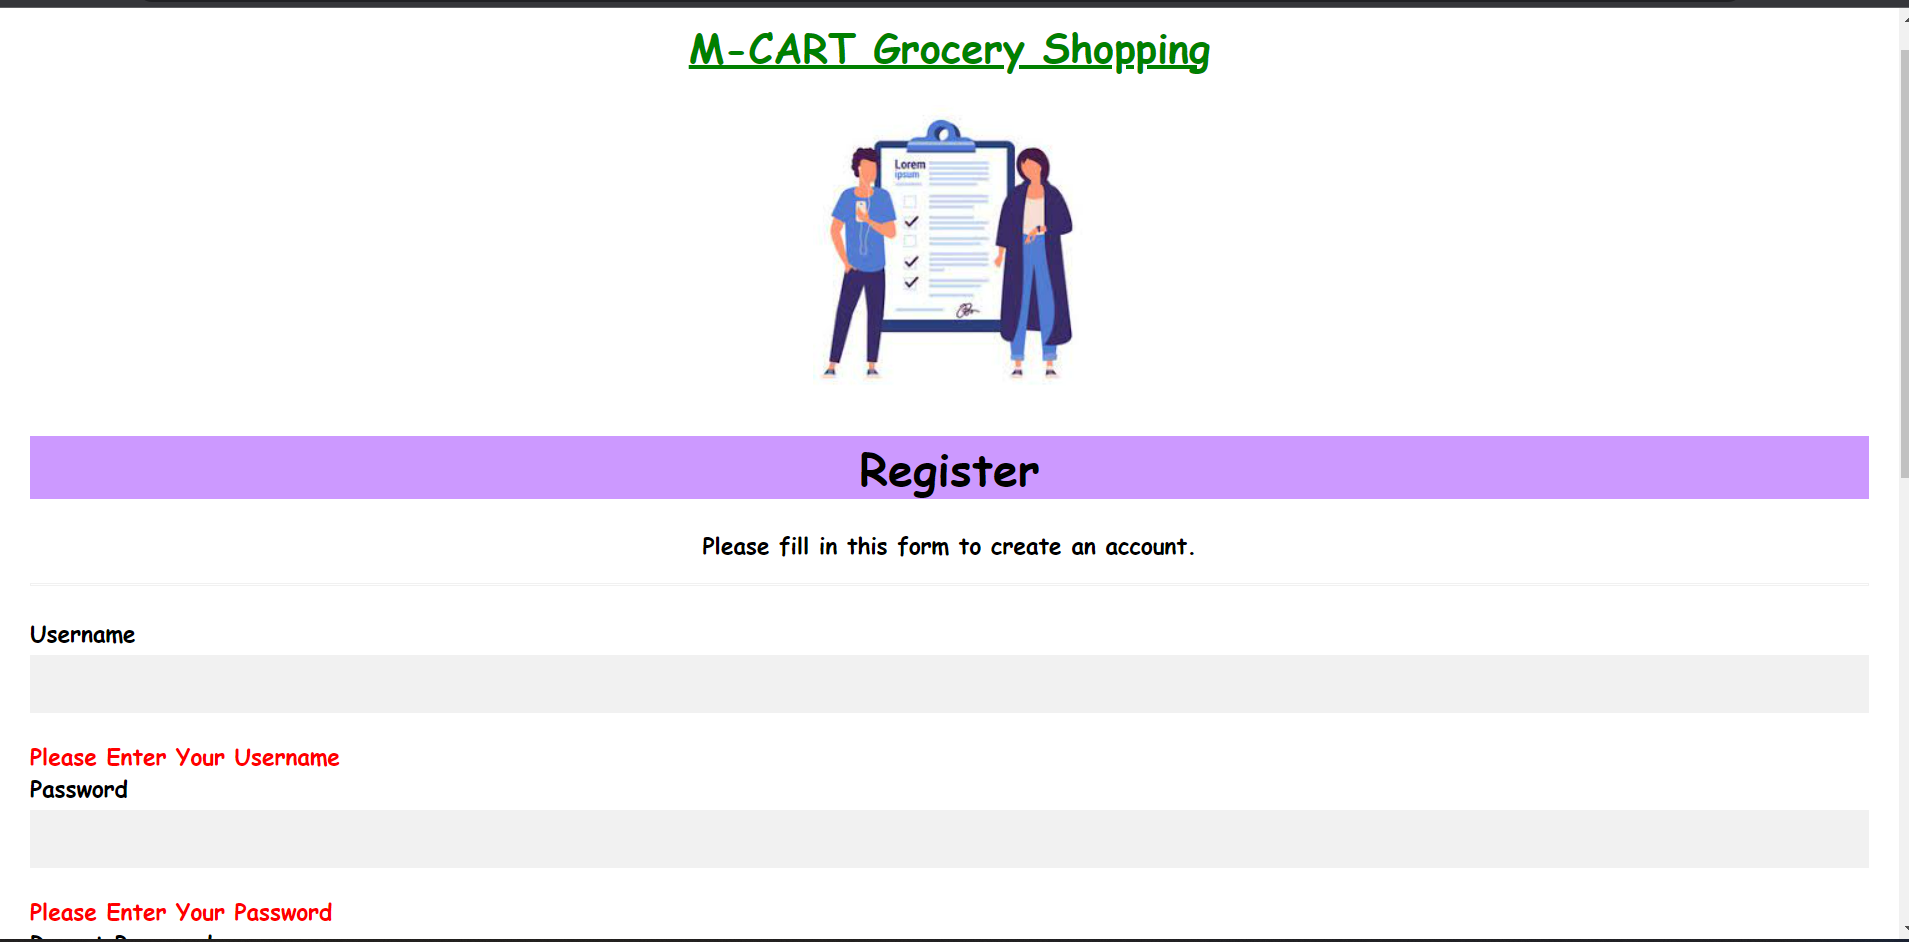 M-CART Grocery Shopping
Lorem
ipsum
Register
Please fill in this form to create an account.
Username
Please Enter Your Username
Password
Please Enter Your Password